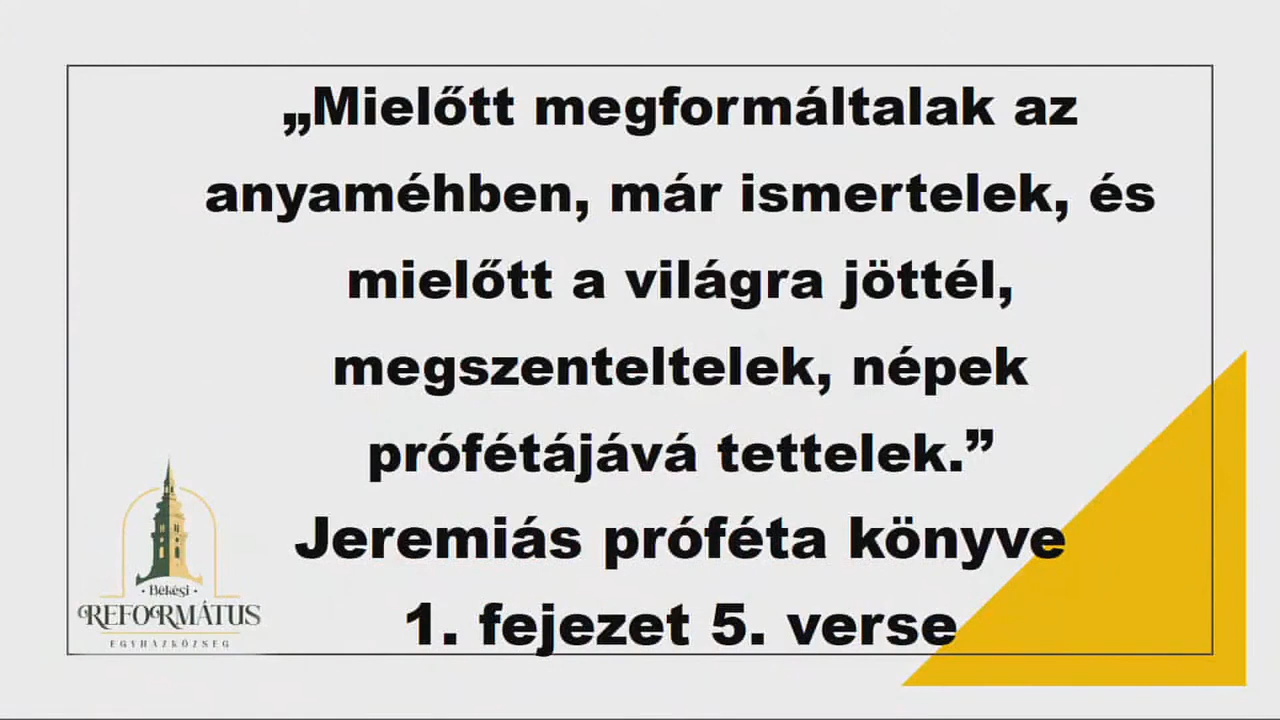 „Mielőtt megformáltalak az
anyaméhben, már ismertelek, és
mielőtt a világra jöttél,
megszenteltelek, népek
prófétájává tettelek.”
Jeremiás próféta könyve
1. fejezet 5. verse
· Békési ·
REFORMÁTUS
EGYHÁZKÖZSÉG